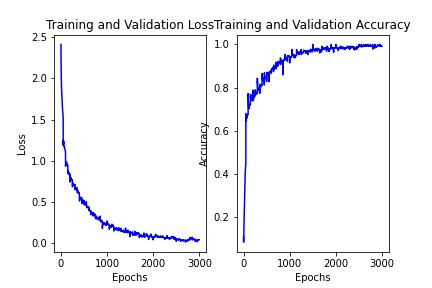 Training and Validation Loss
2.5
2.0
1.5
1.0
0.5
0.0
Loss
0 1000 2000 3000
Epochs
Training and Validation Accuracy
1.0
0.8
0.6
0.4
0.2
Accuracy
0 1000 2000 3000
Epochs